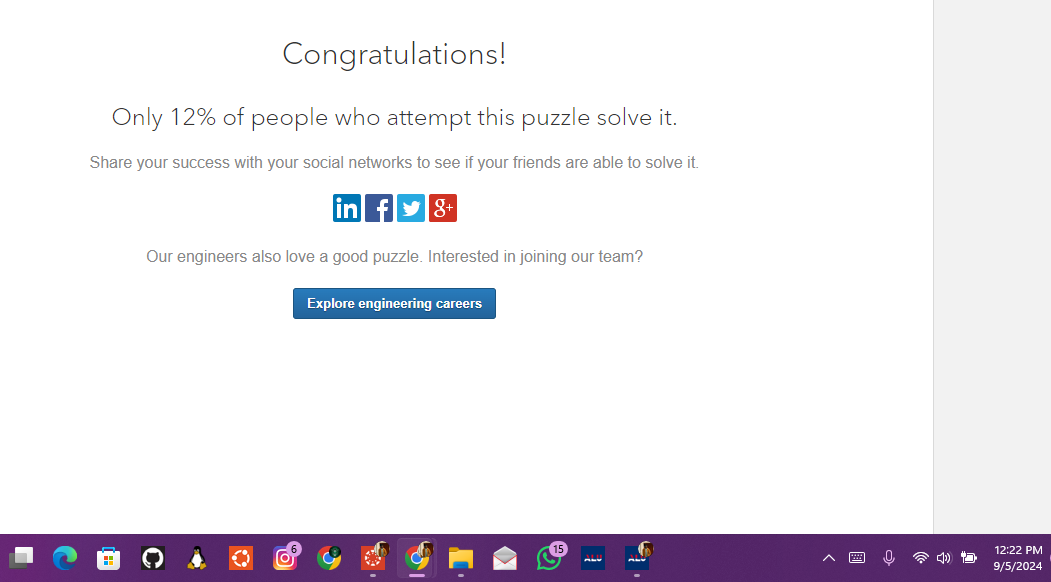 Congratulations!
Only 12% of people who attempt this puzzle solve it.
Share your success with your social networks to see if your friends are able to solve it.
in f g+
Our engineers also love a good puzzle. Interested in joining our team?
Explore engineering careers
6
15
ALU
ALU
12:22 PM
9/5/2024